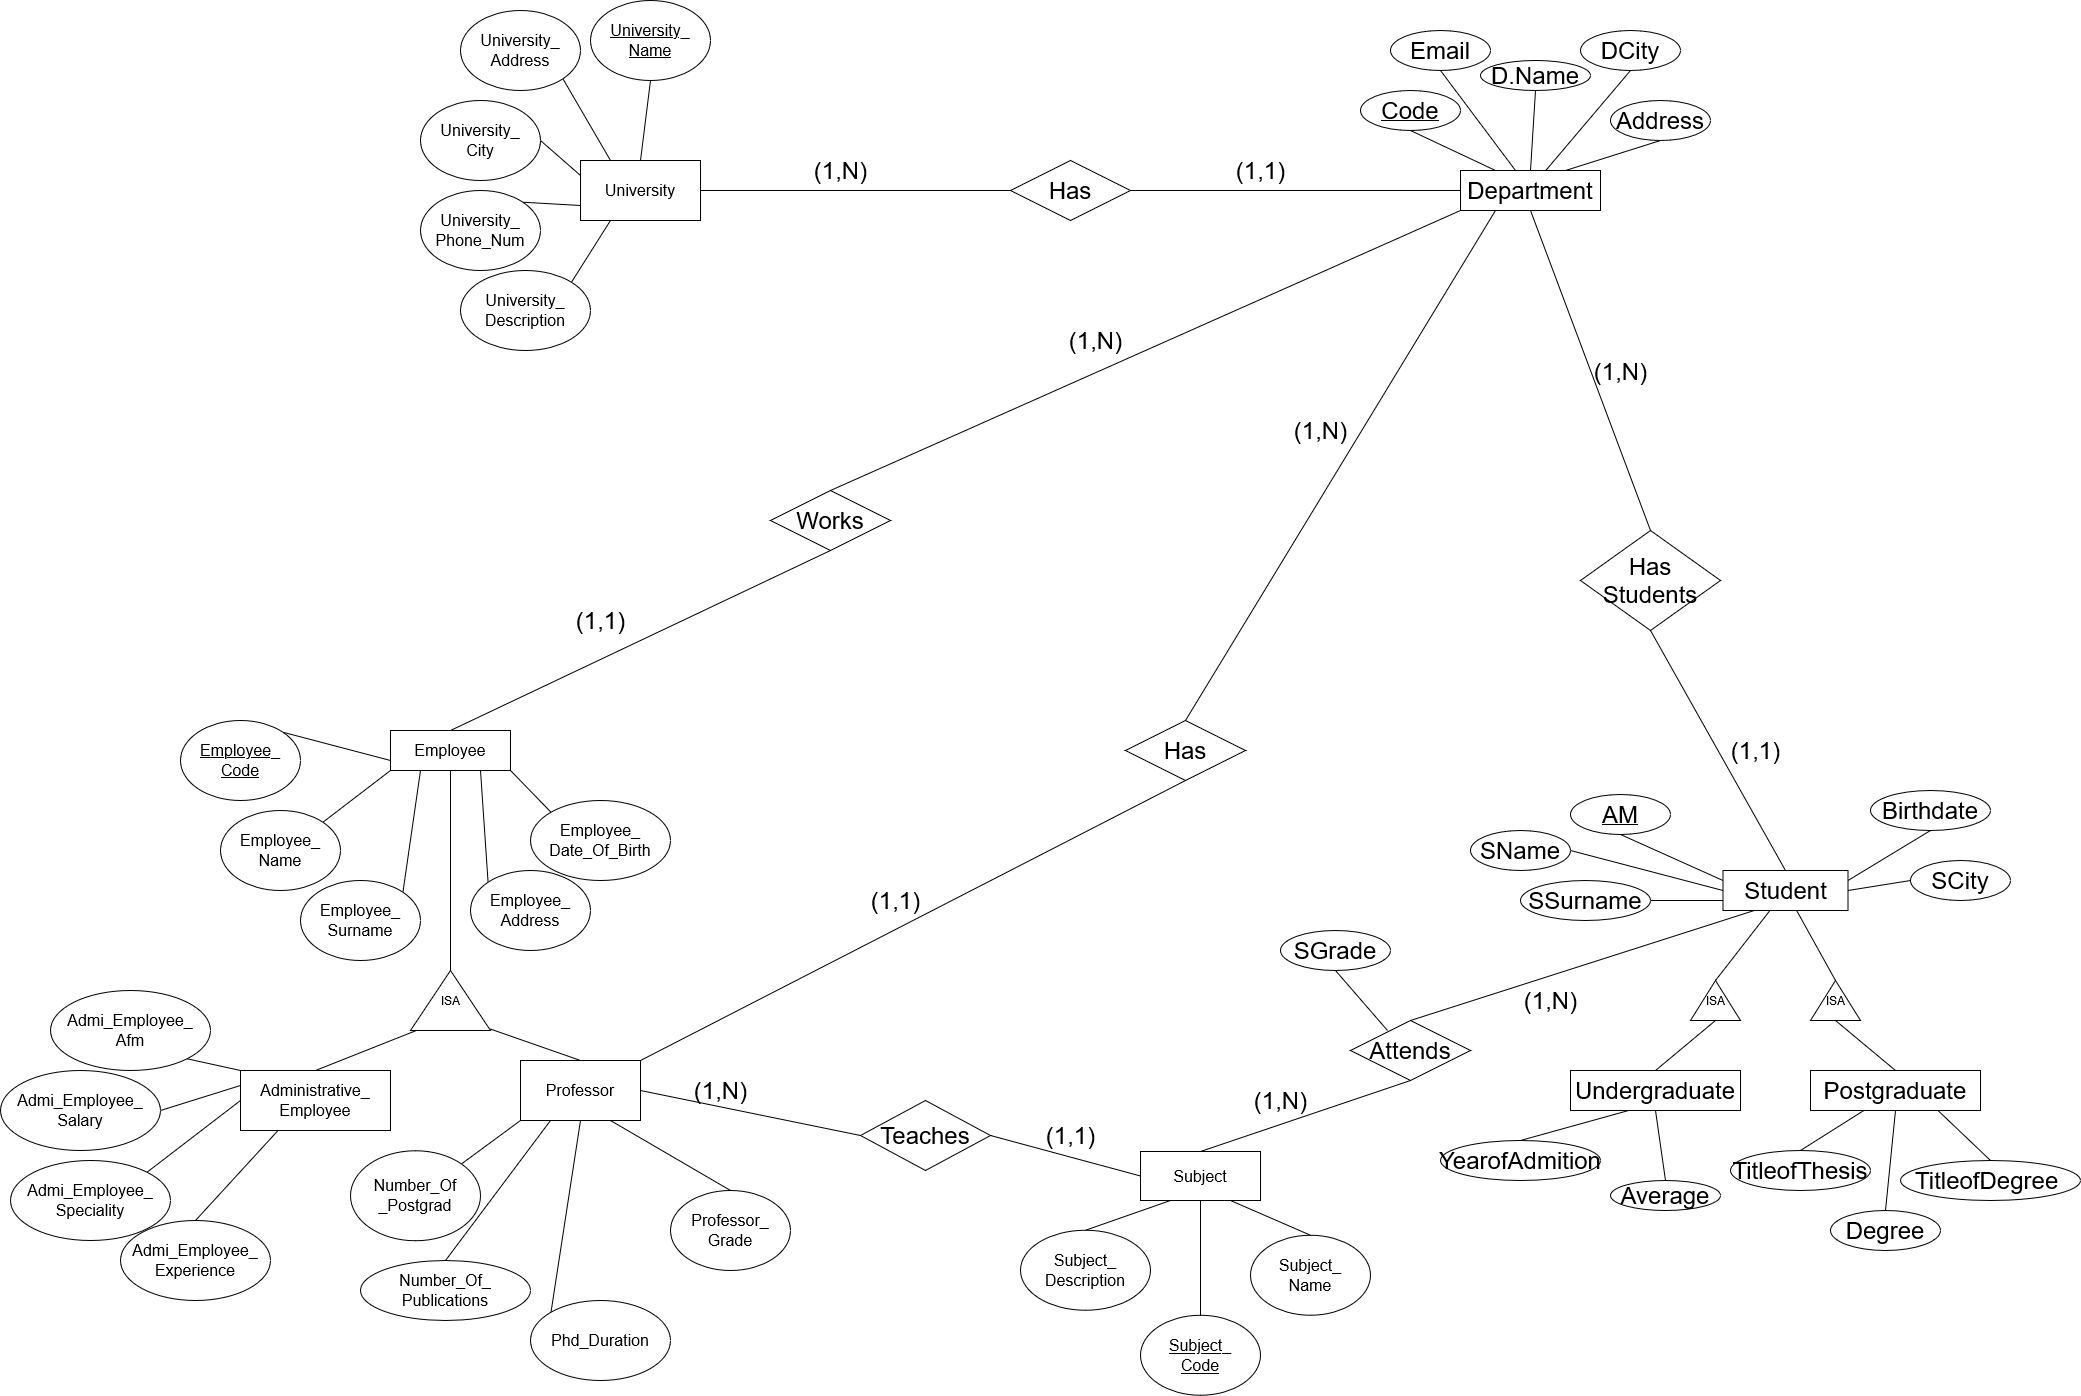 University_
Name
University_
Address
University_
City
University_
Phone_Num
University_
Description
University
(1,N)
Has
(1,1)
Email
DCity
D.Name
Code
Address
Department
(1,N)
(1,N)
(1,N)
Works
Has
Students
(1,1)
Has
(1,1)
(1,1)
Employee
Employee_
Code
Employee_
Name
Employee_
Surname
Employee_
Address
Employee_
Date_Of_Birth
ISA
AM
Birthdate
SName
SCity
SSurname
Student
SGrade
(1,N)
Attends
(1,N)
ISA
ISA
Admi_Employee_
Afm
Admi_Employee_
Salary
Admi_Employee_
Speciality
Admi_Employee_
Experience
Administrative_
Employee
Professor
(1,N)
Teaches
(1,1)
Number_Of
_Postgrad
Number_Of_
Publications
Phd_Duration
Professor_
Grade
Subject
Subject_
Description
Subject_
Code
Subject_
Name
Undergraduate
YearofAdmition
Average
Postgraduate
TitleofThesis
Degree
TitleofDegree